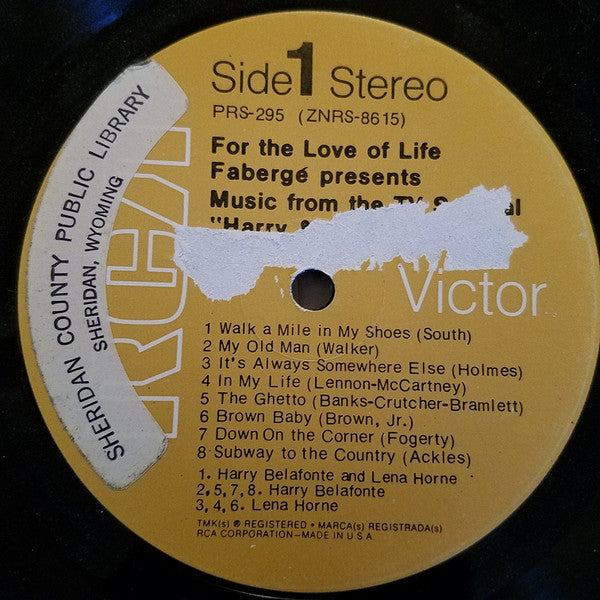 Side 1 Stereo
PRS-295 (ZNRS-8615)
For the Love of Life
Fabergé presents
Music from the TV
"Harry
SHERIDAN COUNTY PUBLIC LIBRARY
SHERIDAN, WYOMING
RCA
Victor
1 Walk a Mile in My Shoes (South)
2 My Old Man (Walker)
3 It's Always Somewhere Else (Holmes)
4 In My Life (Lennon-McCartney)
5 The Ghetto (Banks-Crutcher-Bramlett)
6 Brown Baby (Brown, Jr.)
7 Down On the Corner (Fogerty)
8 Subway to the Country (Ackles)
1. Harry Belafonte and Lena Horne
2, 5, 7, 8. Harry Belafonte
3, 4, 6. Lena Horne
TMK(s) ® REGISTERED • MARCA(s) REGISTRADA(s)
RCA CORPORATION—MADE IN U.S.A.